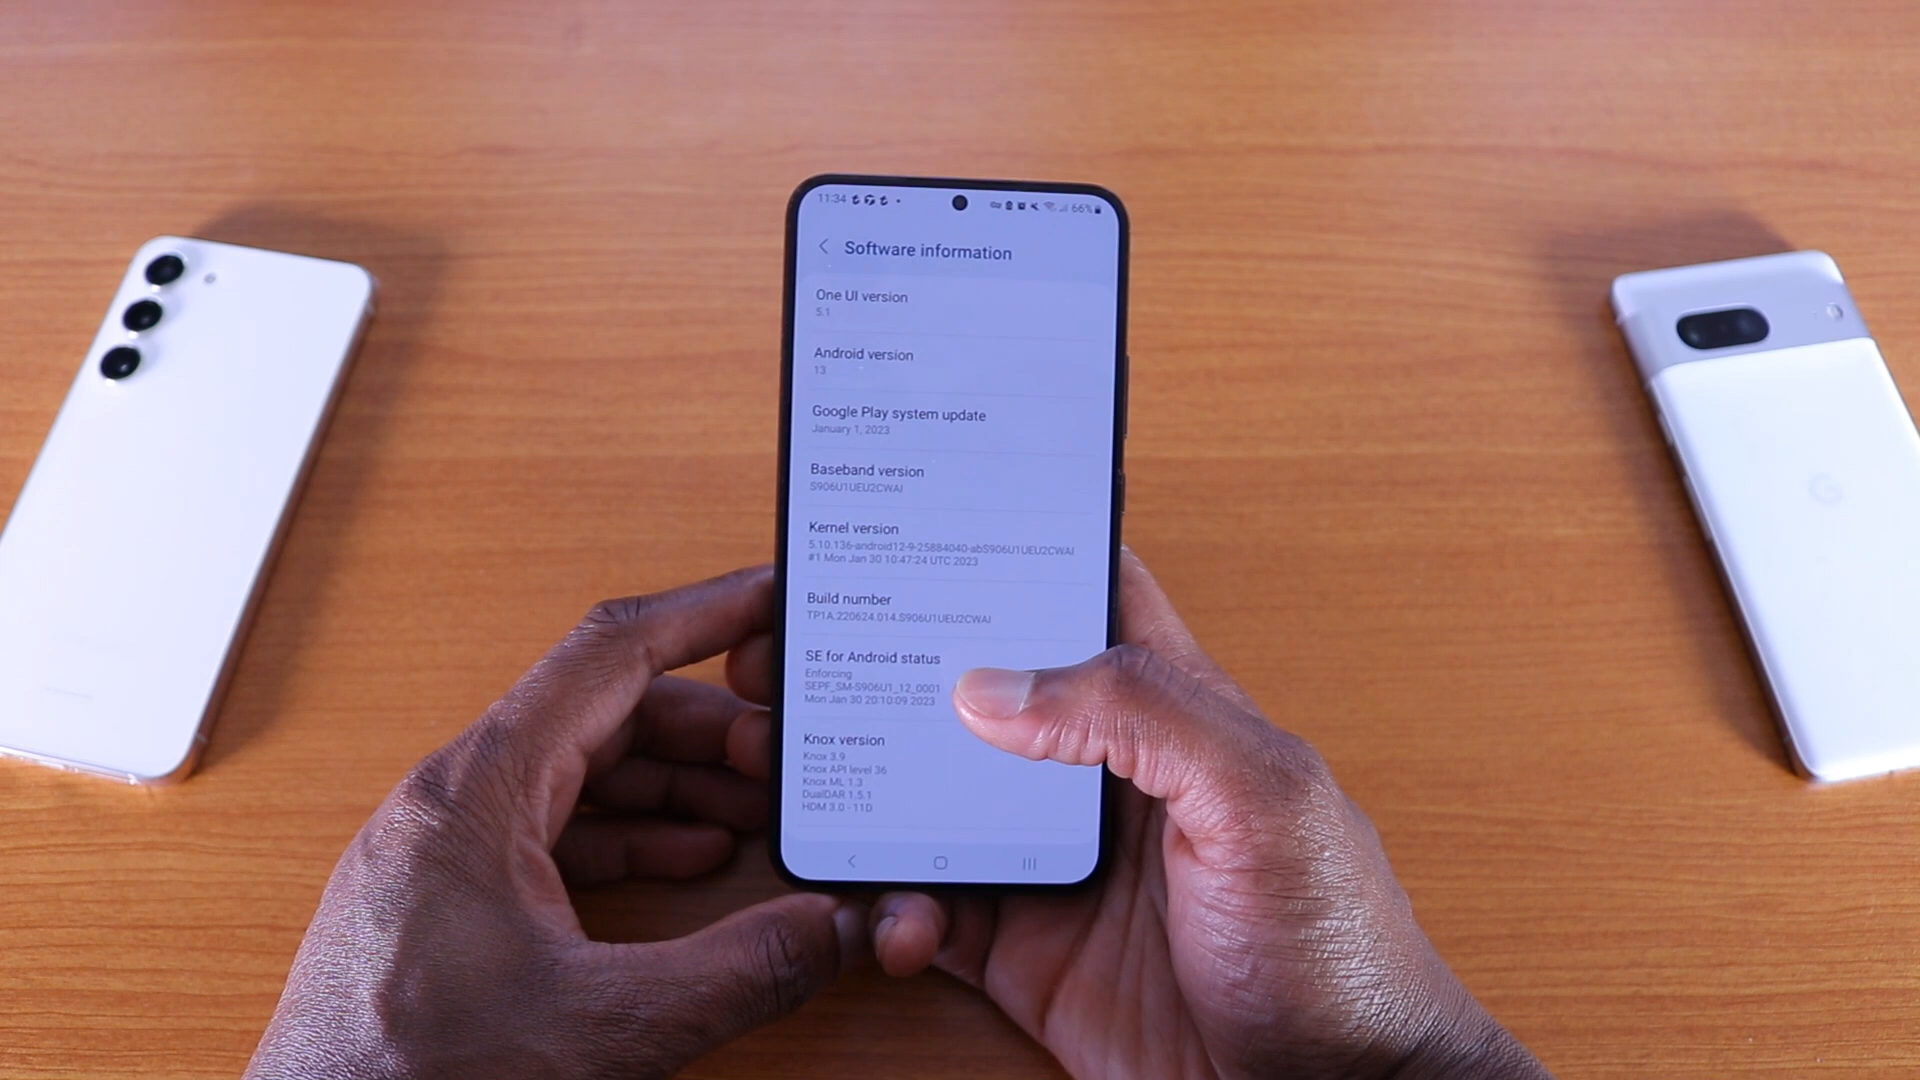 11:34
66%
Software information
One UI version
5.1
Android version
13
Google Play system update
January 1, 2023
Baseband version
S906U1UEU2CWAI
Kernel version
5.10.136-android12-9-25884040-abS906U1UEU2CWAI
#1 Mon Jan 30 10:47:24 UTC 2023
Build number
TP1A.220624.014.S906U1UEU2CWAI
SE for Android status
Enforcing
SEPF_SM-S906U1_12_0001
Mon Jan 30 20:10:09 2023
Knox version
Knox 3.9
Knox API level 36
Knox ML 1.3
DualDAR 1.5.1
HDM 3.0 - 11D
G